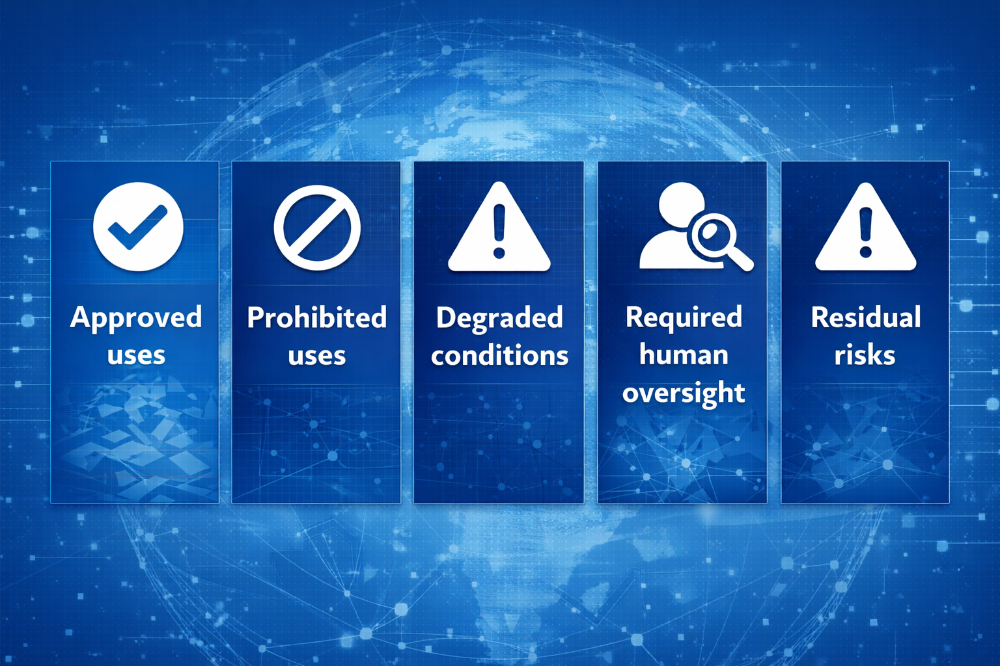 Approved
uses
Prohibited
uses
Degraded
conditions
Required
human
oversight
Residual
risks